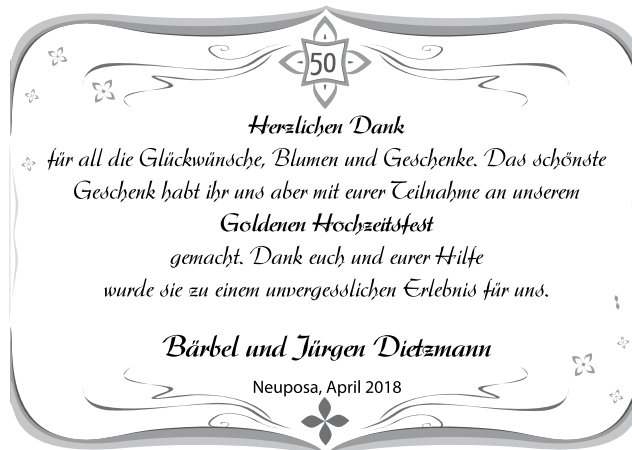 50
Herzlichen Dank
für all die Glückwünsche, Blumen und Geschenke. Das schönste
Geschenk habt ihr uns aber mit eurer Teilnahme an unserem
Goldenen Hochzeitsfest
gemacht. Dank euch und eurer Hilfe
wurde sie zu einem unvergesslichen Erlebnis für uns.
Bärbel und Jürgen Dietzmann
Neuposa, April 2018